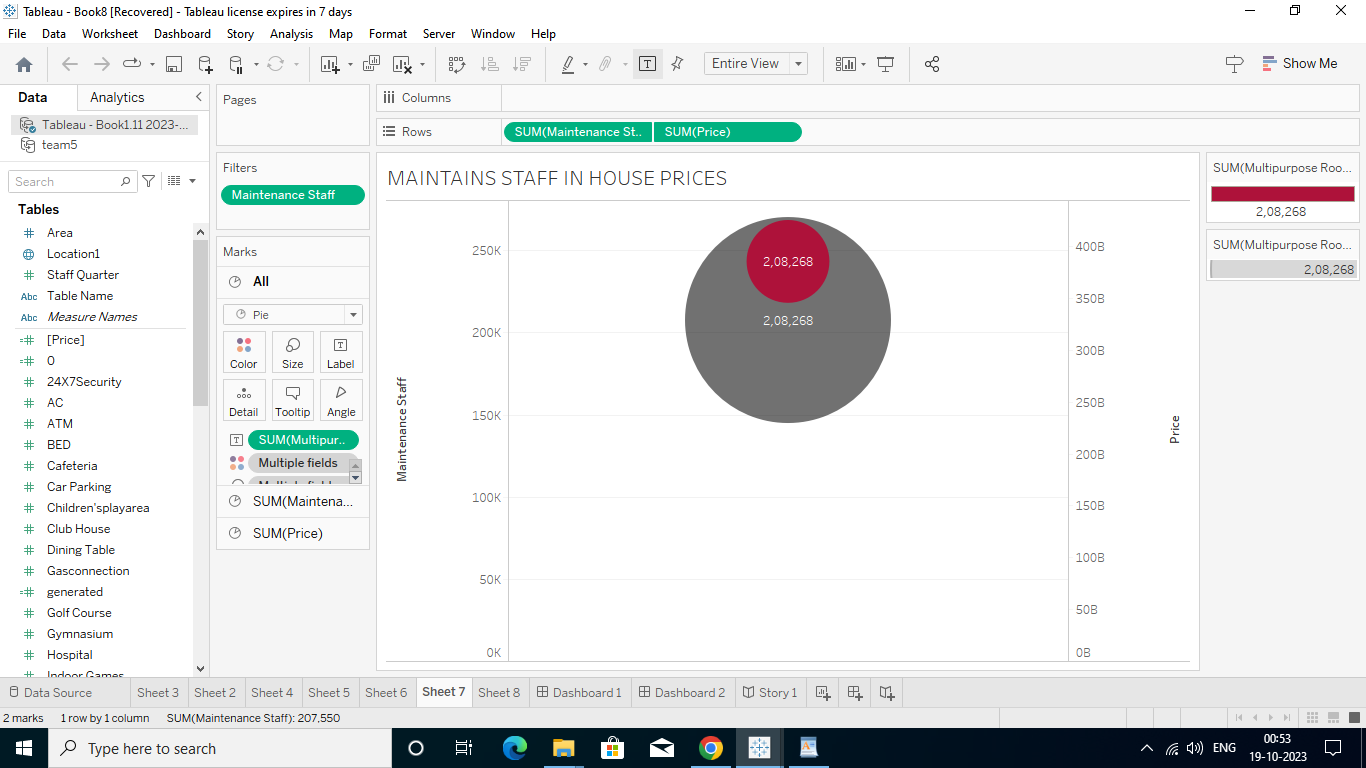 Tableau - Book8 [Recovered] - Tableau license expires in 7 days
File Data Worksheet Dashboard Story Analysis Map Format Server Window Help
Entire View
Show Me
Data Analytics
Tableau - Book1.11 2023-...
team5
Search
Tables
Area
Location1
Staff Quarter
Abc Table Name
Abc Measure Names
[Price]
0
24X7Security
AC
ATM
BED
Cafeteria
Car Parking
Children'splayarea
Club House
Dining Table
Gasconnection
generated
Golf Course
Gymnasium
Hospital
Indoor Games
Pages
Filters
Maintenance Staff
Marks
All
Pie
Color Size Label
Detail Tooltip Angle
SUM(Multipur..
Multiple fields
Multiple fields
SUM(Maintena...
SUM(Price)
Columns
Rows SUM(Maintenance St.. SUM(Price)
MAINTAINS STAFF IN HOUSE PRICES
Maintenance Staff
250K
200K
150K
100K
50K
0K
2,08,268
2,08,268
400B
350B
300B
250B
200B
150B
100B
50B
0B
Price
SUM(Multipurpose Roo...
2,08,268
SUM(Multipurpose Roo...
2,08,268
Data Source Sheet 3 Sheet 2 Sheet 4 Sheet 5 Sheet 6 Sheet 7 Sheet 8 Dashboard 1 Dashboard 2 Story 1
2 marks 1 row by 1 column SUM(Maintenance Staff): 207,550
Type here to search
ENG
00:53
19-10-2023